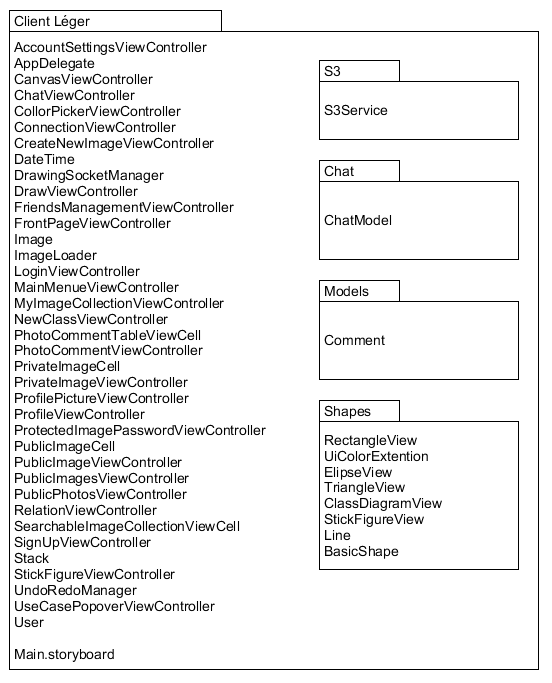 Client Léger
AccountSettingsViewController
AppDelegate
CanvasViewController
ChatViewController
CollorPickerViewController
ConnectionViewController
CreateNewImageViewController
DateTime
DrawingSocketManager
DrawViewController
FriendsManagementViewController
FrontPageViewController
Image
ImageLoader
LoginViewController
MainMenueViewController
MyImageCollectionViewController
NewClassViewController
PhotoCommentTableViewCell
PhotoCommentViewController
PrivateImageCell
PrivateImageViewController
ProfilePictureViewController
ProfileViewController
ProtectedImagePasswordViewController
PublicImageCell
PublicImageViewController
PublicImagesViewController
PublicPhotosViewController
RelationViewController
SearchableImageCollectionViewCell
SignUpViewController
Stack
StickFigureViewController
UndoRedoManager
UseCasePopoverViewController
User
Main.storyboard
S3
S3Service
Chat
ChatModel
Models
Comment
Shapes
RectangleView
UiColorExtention
ElipseView
TriangleView
ClassDiagramView
StickFigureView
Line
BasicShape